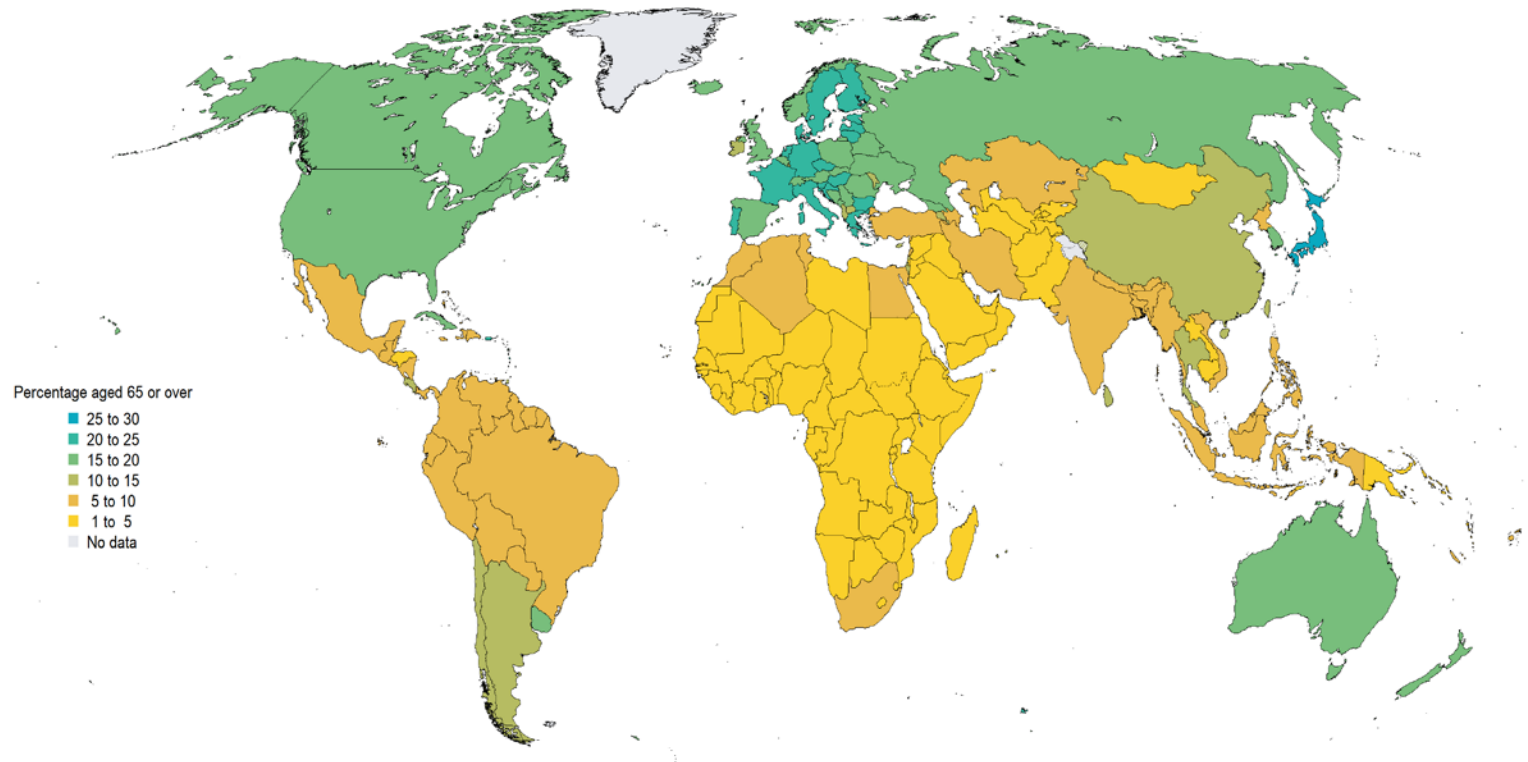 Percentage aged 65 or over
25 to 30
20 to 25
15 to 20
10 to 15
5 to 10
1 to 5
No data